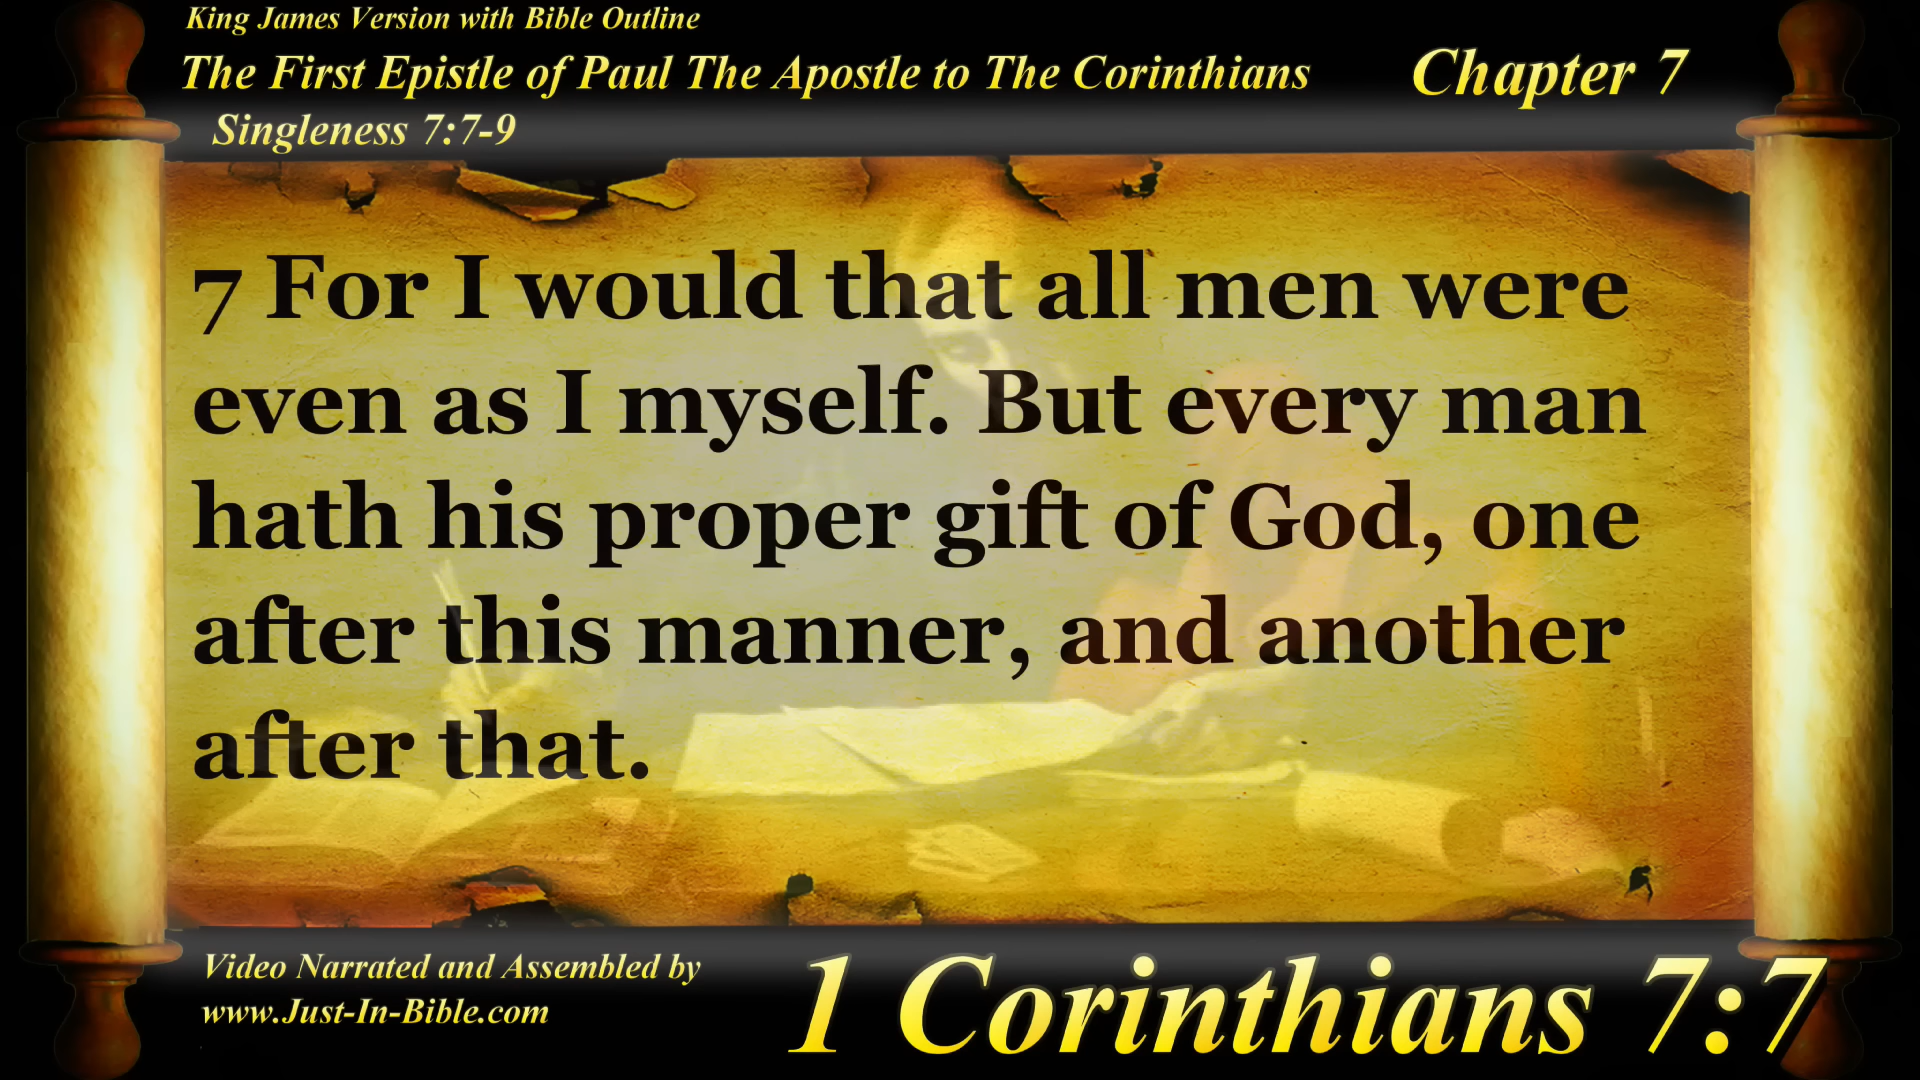 King James Version with Bible Outline
The First Epistle of Paul The Apostle to The Corinthians
Chapter 7
Singleness 7:7-9
7 For I would that all men were
even as I myself. But every man
hath his proper gift of God, one
after this manner, and another
after that.
Video Narrated and Assembled by
www.Just-In-Bible.com
1 Corinthians 7:7